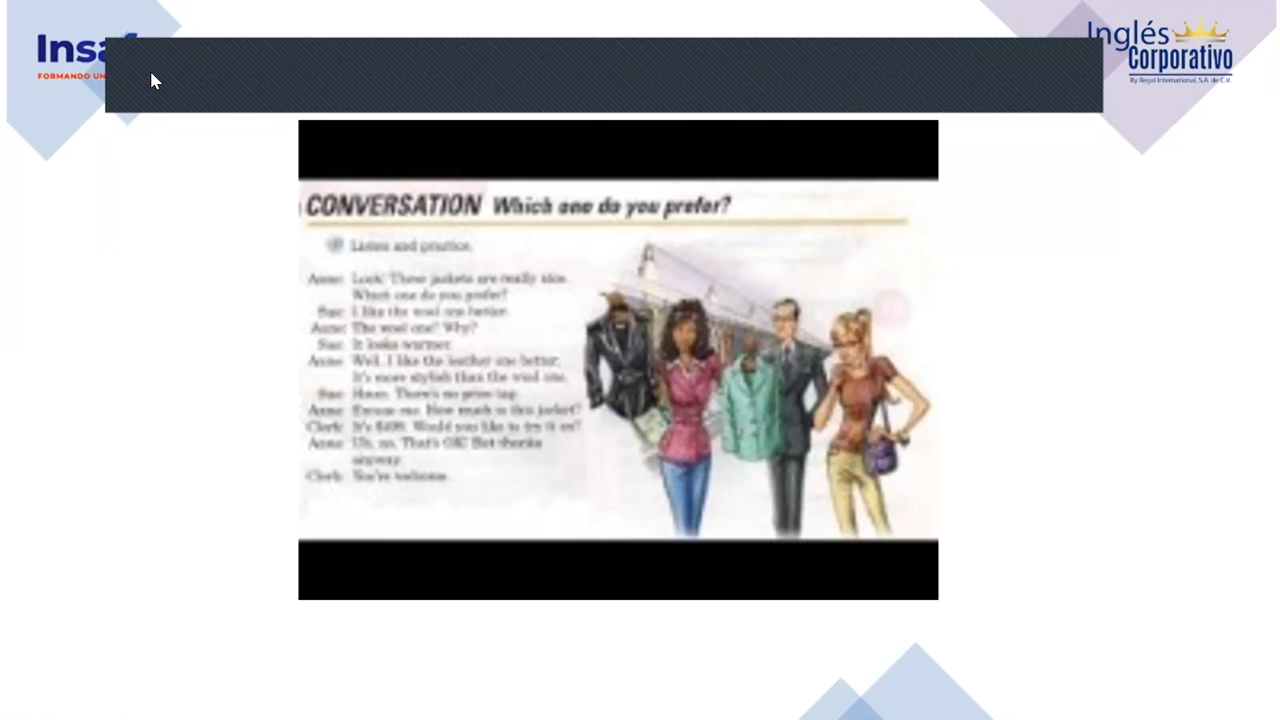 Insaf
FORMANDO UN
Inglés
Corporativo
By Regal International, S.A. de C.V.
CONVERSATION Which one do you prefer?
Listen and practice.
Anne: Look! These jackets are really nice.
Which one do you prefer?
Sue: I like the wool one better.
Anne: The wool one? Why?
Sue: It looks warmer.
Anne: Well, I like the leather one better.
It's more stylish than the wool one.
Sue: Hmm. There's no price tag.
Anne: Excuse me. How much is this jacket?
Clerk: It's $499. Would you like to try it on?
Anne: Uh, no. That's OK! But thanks
anyway.
Clerk: You're welcome.